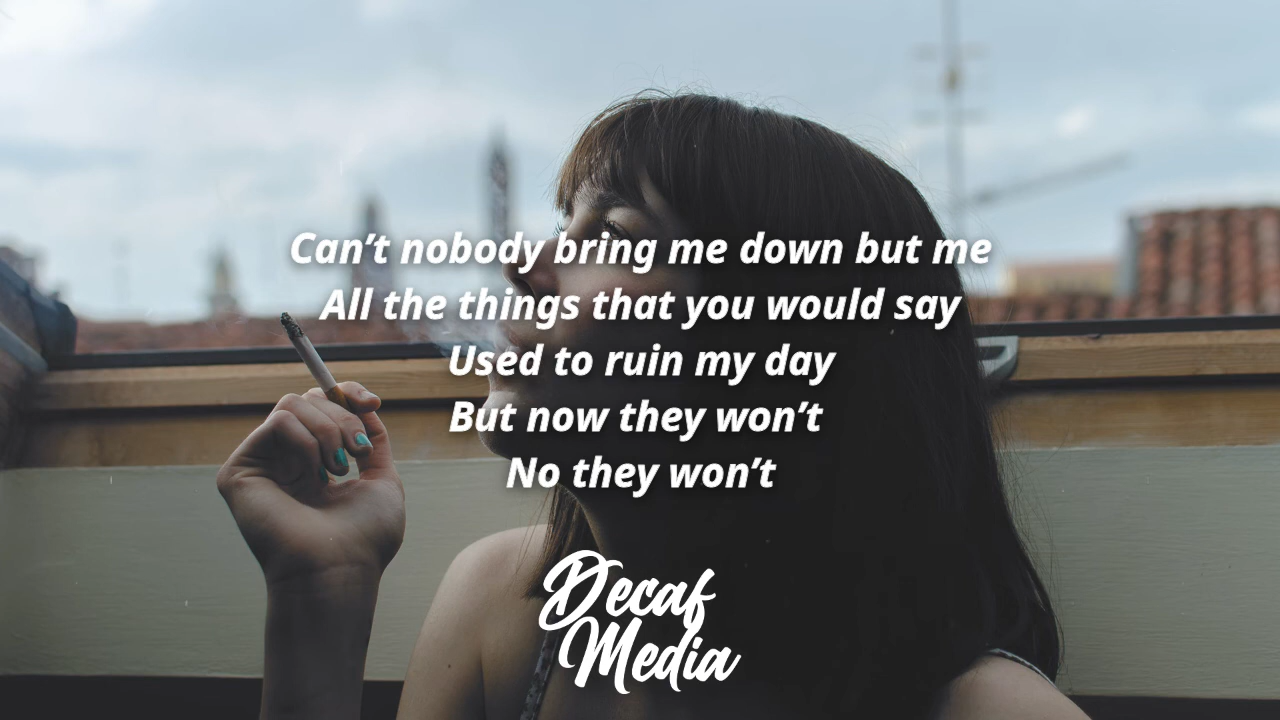 Can’t nobody bring me down but me
All the things that you would say
Used to ruin my day
But now they won’t
No they won’t
Decaf
Media